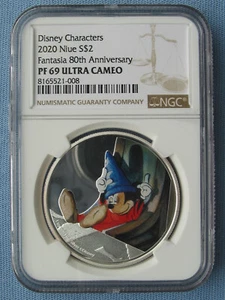 Disney Characters
2020 Niue S$2
Fantasia 80th Anniversary
PF 69 ULTRA CAMEO
8165521-008
NUMISMATIC GUARANTY COMPANY
NGC